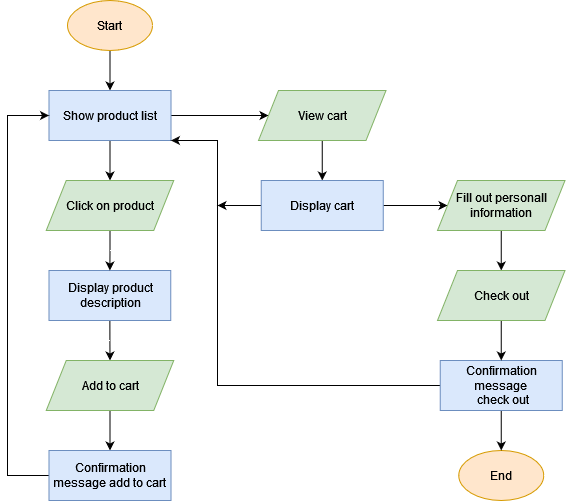 Start
Show product list
View cart
Click on product
Display cart
Fill out personall
information
Display product
description
Check out
Add to cart
Confirmation
message
check out
Confirmation
message add to cart
End